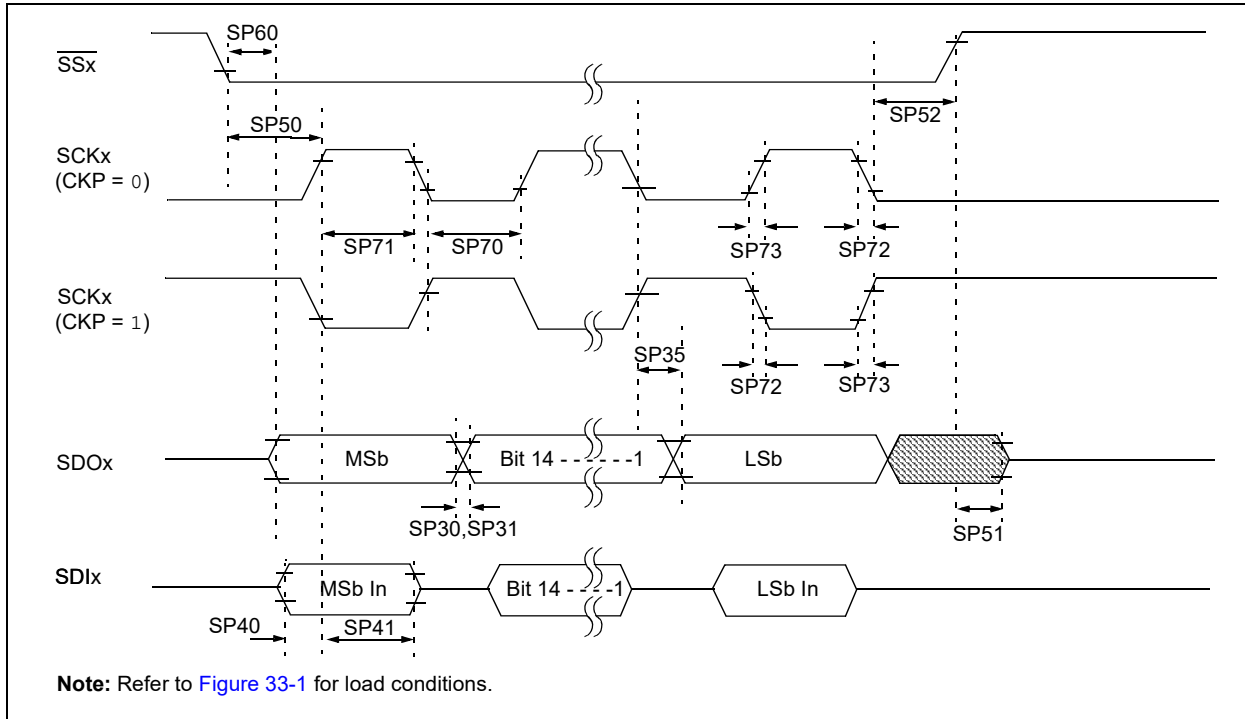 SP60
SSx
SP50
SP52
SCKx
(CKP = 0)
SP71
SP70
SP73
SP72
SCKx
(CKP = 1)
SP35
SP72
SP73
SDOx
MSb
Bit 14 - - - - - -1
LSb
SP30,SP31
SP51
SDIx
MSb In
Bit 14 - - - -1
LSb In
SP40
SP41
Note: Refer to Figure 33-1 for load conditions.